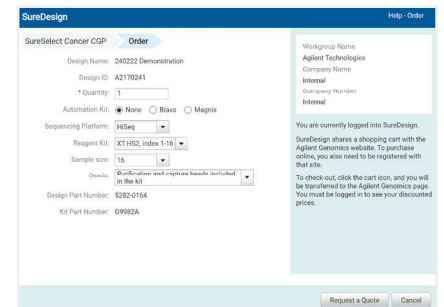 SureDesign
Help - Order
SureSelect Cancer CGP
Order
Design Name: 240222 Demonstration
Design ID: A2170241
* Quantity: 1
Automation Kit: None Bravo Magnis
Sequencing Platform: HiSeq
Reagent Kit: XT HS2, index 1-16
Sample size: 16
Beads: Purification and capture beads included
in the kit
Design Part Number: 5282-0164
Kit Part Number: G9982A
Workgroup Name
Agilent Technologies
Company Name
Internal
Company Number
Internal
You are currently logged into SureDesign.
SureDesign shares a shopping cart with the
Agilent Genomics website. To purchase
online, you also need to be registered with
that site.
To check-out, click the cart icon, and you will
be transferred to the Agilent Genomics page.
You must be logged in to see your discounted
prices.
Request a Quote
Cancel